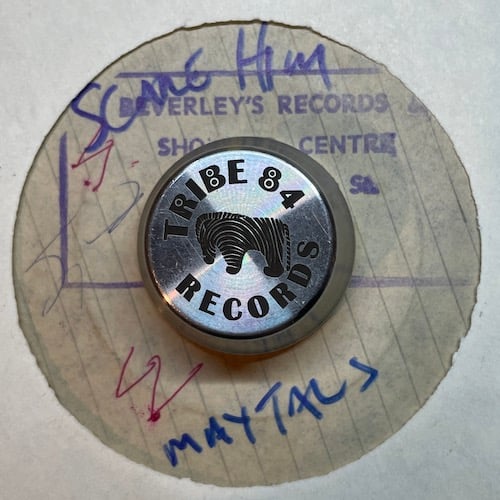 SCARE HIM
BEVERLEY'S RECORDS &
SHO CENTRE
TRIBE 84
RECORDS
MAYTALS